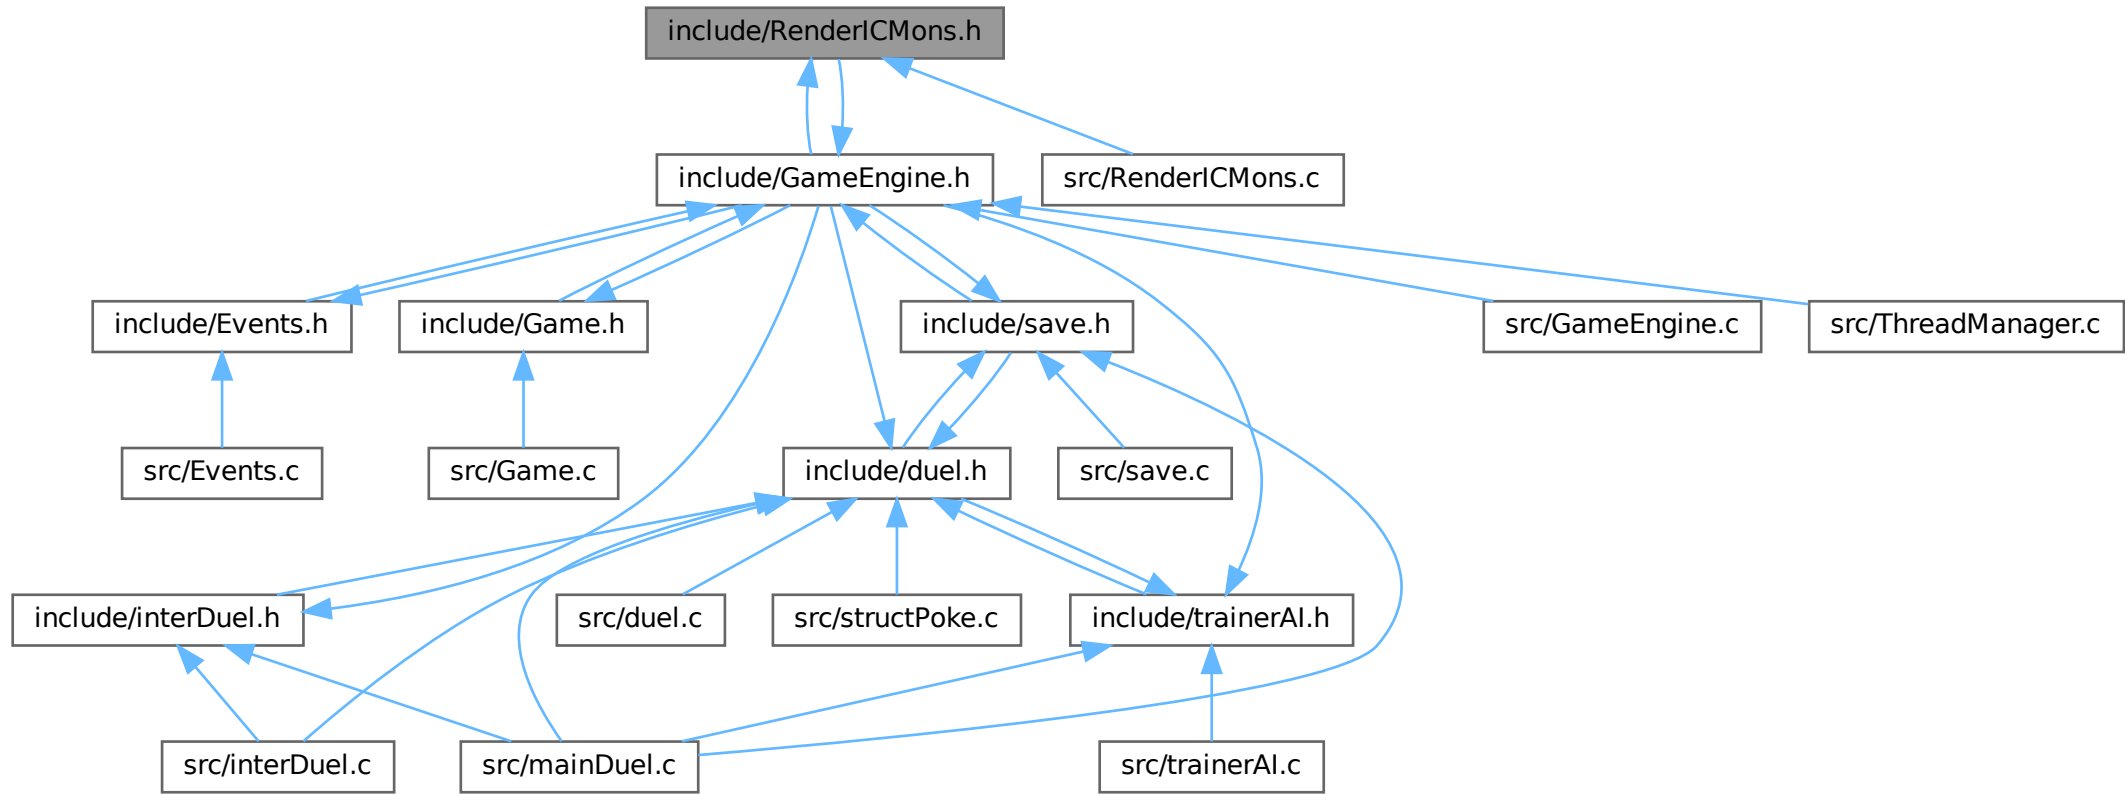 include/RenderICMons.h
include/GameEngine.h
src/RenderICMons.c
include/Events.h
include/Game.h
include/save.h
src/GameEngine.c
src/ThreadManager.c
src/Events.c
src/Game.c
include/duel.h
src/save.c
include/interDuel.h
src/duel.c
src/structPoke.c
include/trainerAI.h
src/interDuel.c
src/mainDuel.c
src/trainerAI.c